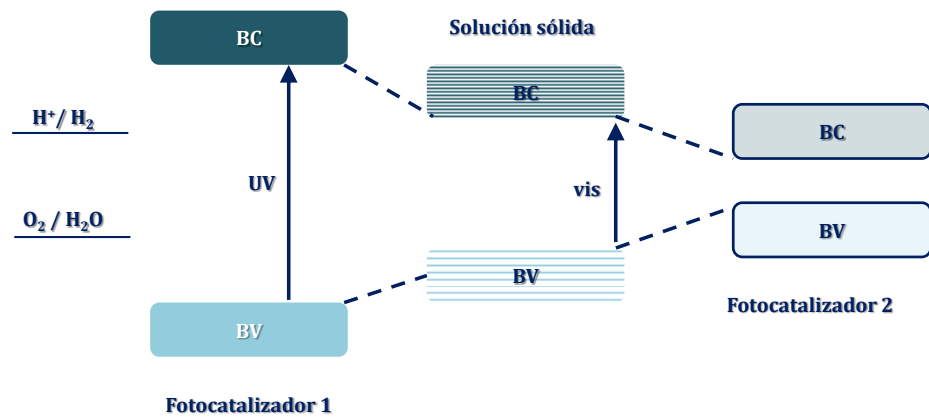 BC
Solución sólida
BC
H⁺/ H₂
BC
UV
vis
O₂ / H₂O
BV
BV
BV
Fotocatalizador 2
Fotocatalizador 1